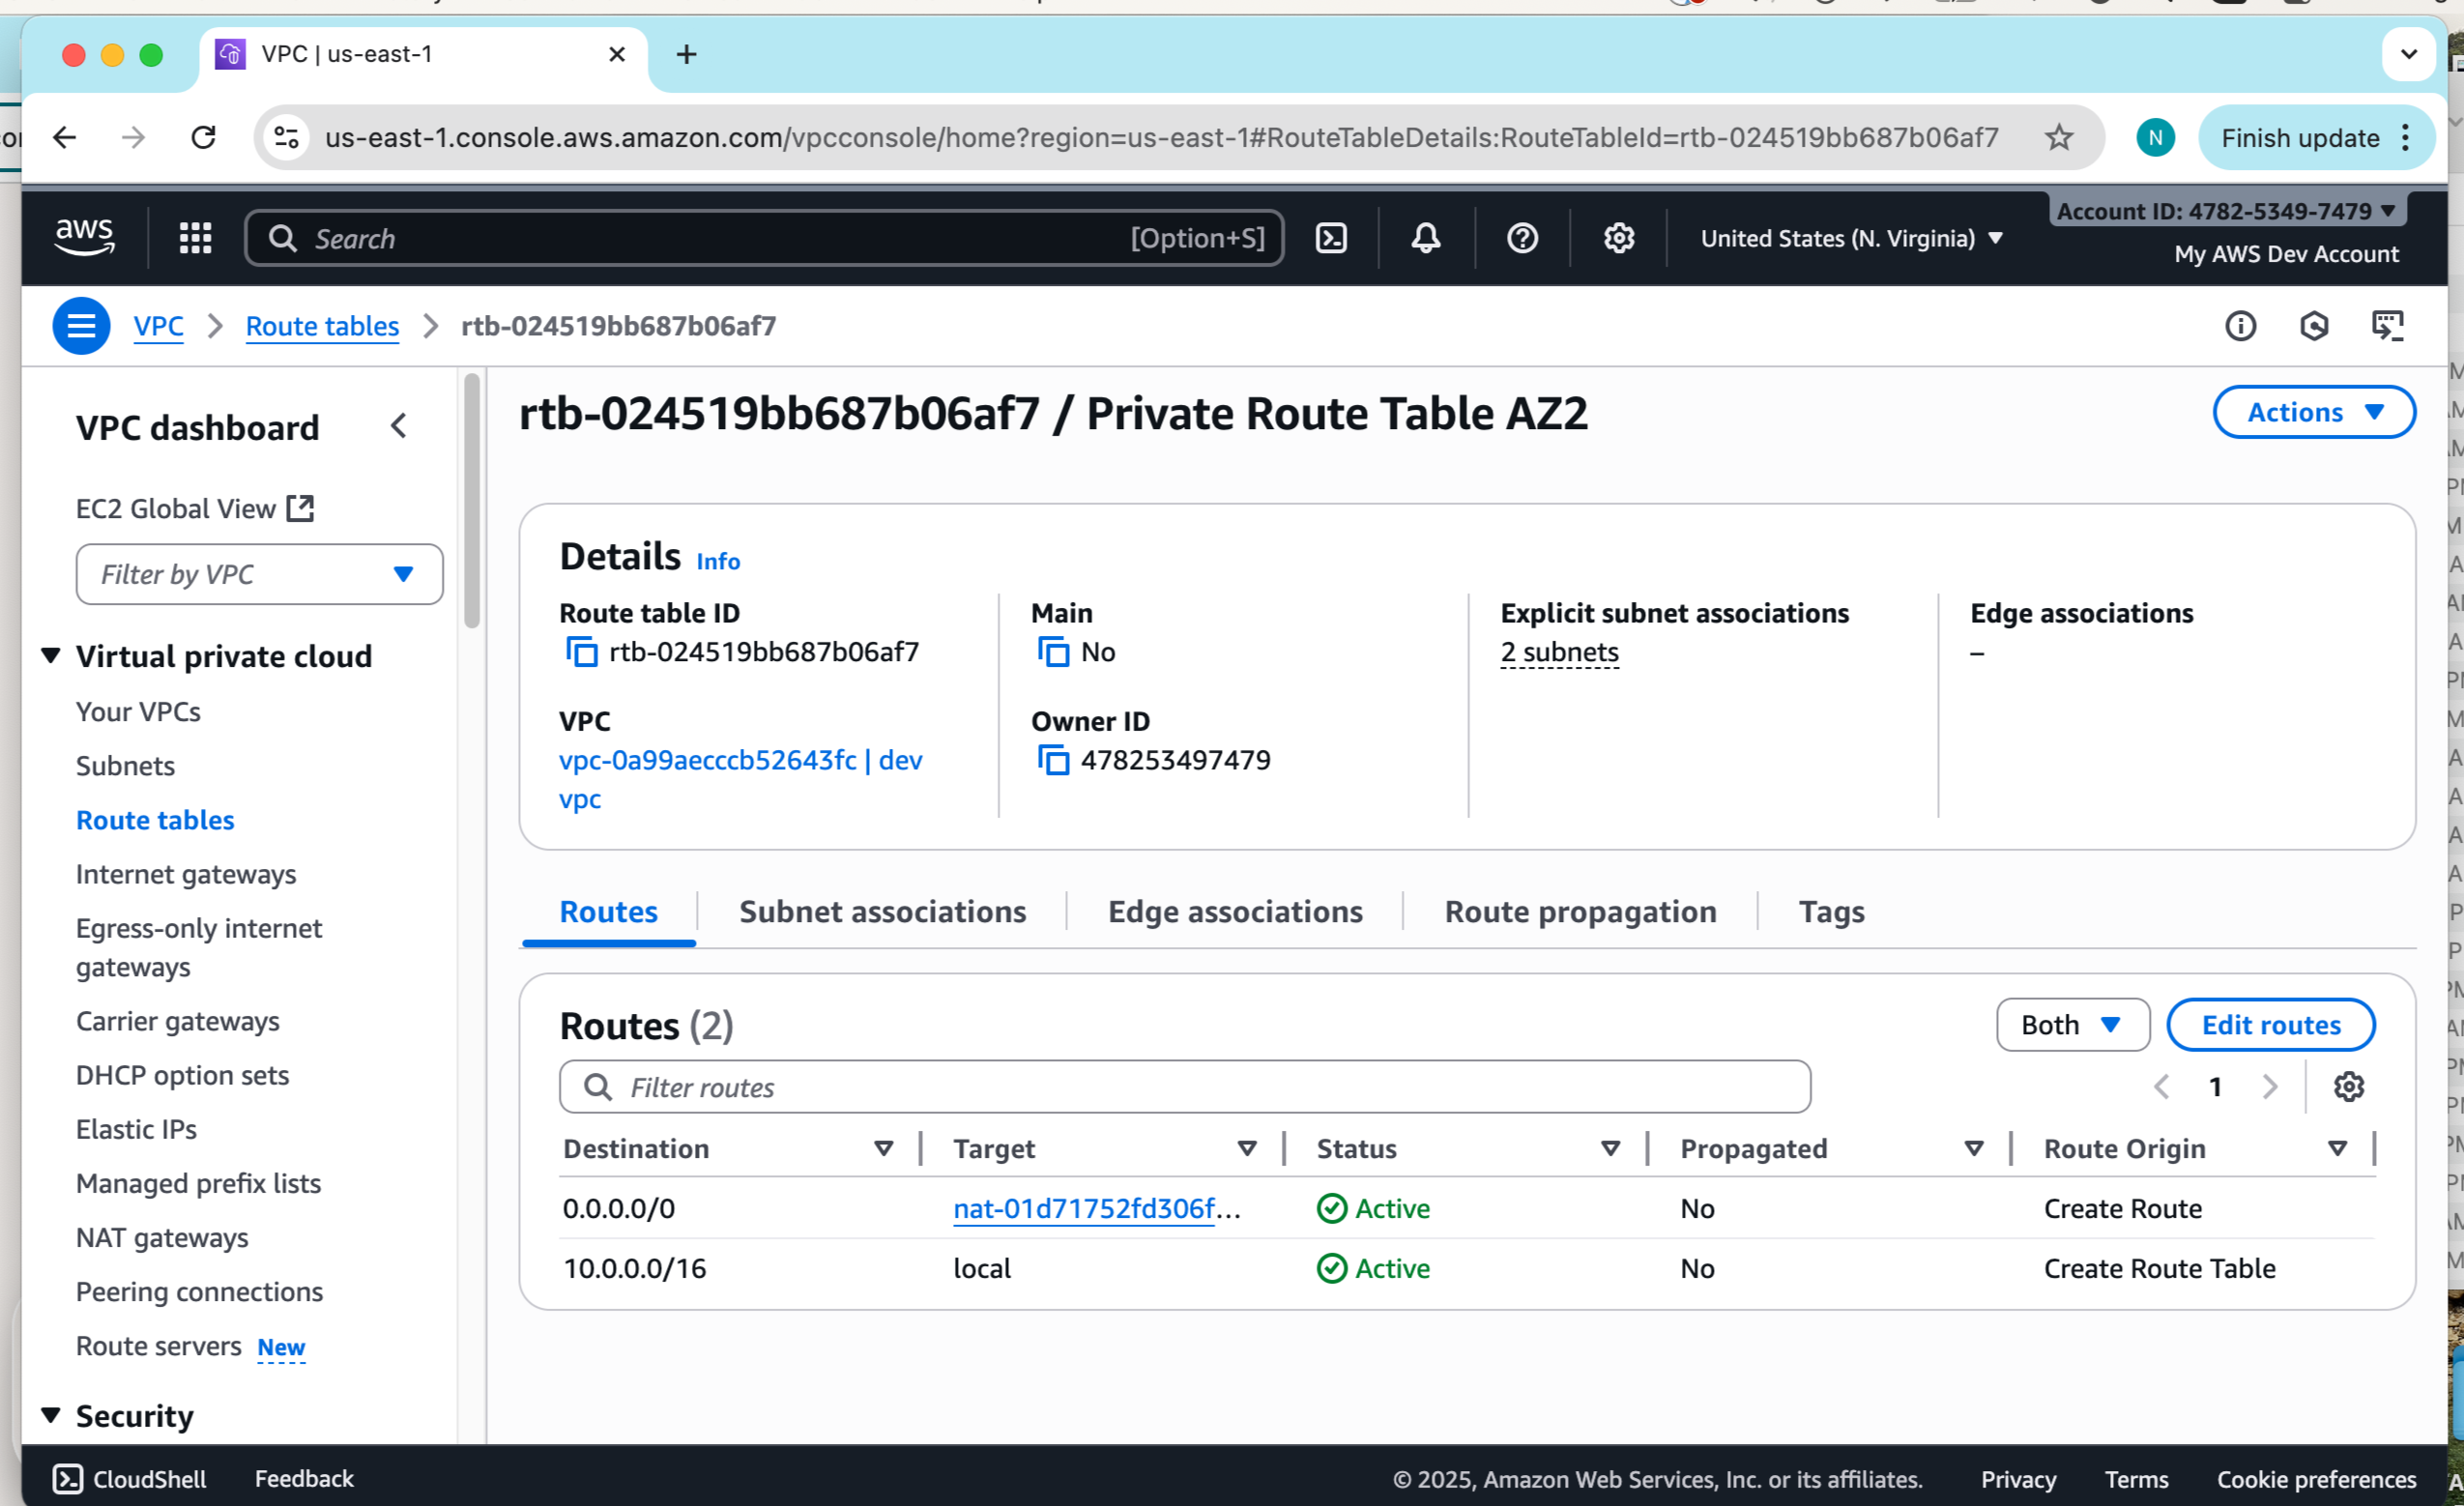 VPC | us-east-1
us-east-1.console.aws.amazon.com/vpcconsole/home?region=us-east-1#RouteTableDetails:RouteTableId=rtb-024519bb687b06af7
N
Finish update
aws
Search
[Option+S]
United States (N. Virginia)
Account ID: 4782-5349-7479
My AWS Dev Account
VPC
Route tables
rtb-024519bb687b06af7
VPC dashboard
EC2 Global View
Filter by VPC
Virtual private cloud
Your VPCs
Subnets
Route tables
Internet gateways
Egress-only internet
gateways
Carrier gateways
DHCP option sets
Elastic IPs
Managed prefix lists
NAT gateways
Peering connections
Route servers New
Security
rtb-024519bb687b06af7 / Private Route Table AZ2
Actions
Details Info
Route table ID
rtb-024519bb687b06af7
Main
No
Explicit subnet associations
2 subnets
Edge associations
–
VPC
vpc-0a99aecccb52643fc | dev
vpc
Owner ID
478253497479
Routes
Subnet associations
Edge associations
Route propagation
Tags
Routes (2)
Both
Edit routes
Filter routes
1
Destination Target Status Propagated Route Origin
0.0.0.0/0 nat-01d71752fd306f... Active No Create Route
10.0.0.0/16 local Active No Create Route Table
CloudShell
Feedback
© 2025, Amazon Web Services, Inc. or its affiliates.
Privacy
Terms
Cookie preferences